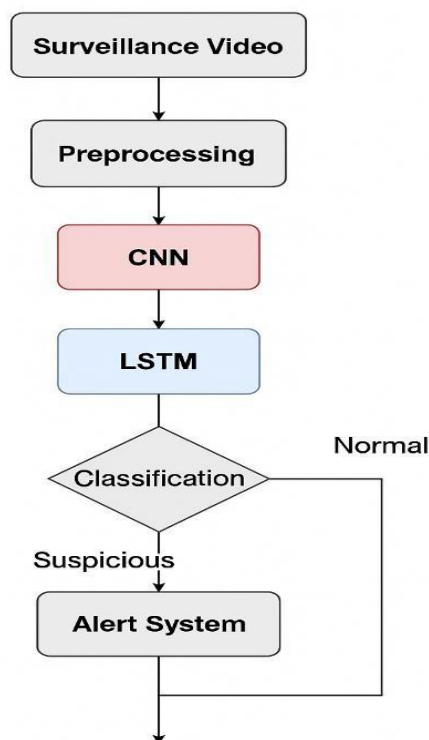 Surveillance Video
Preprocessing
CNN
LSTM
Normal
Classification
Suspicious
Alert System